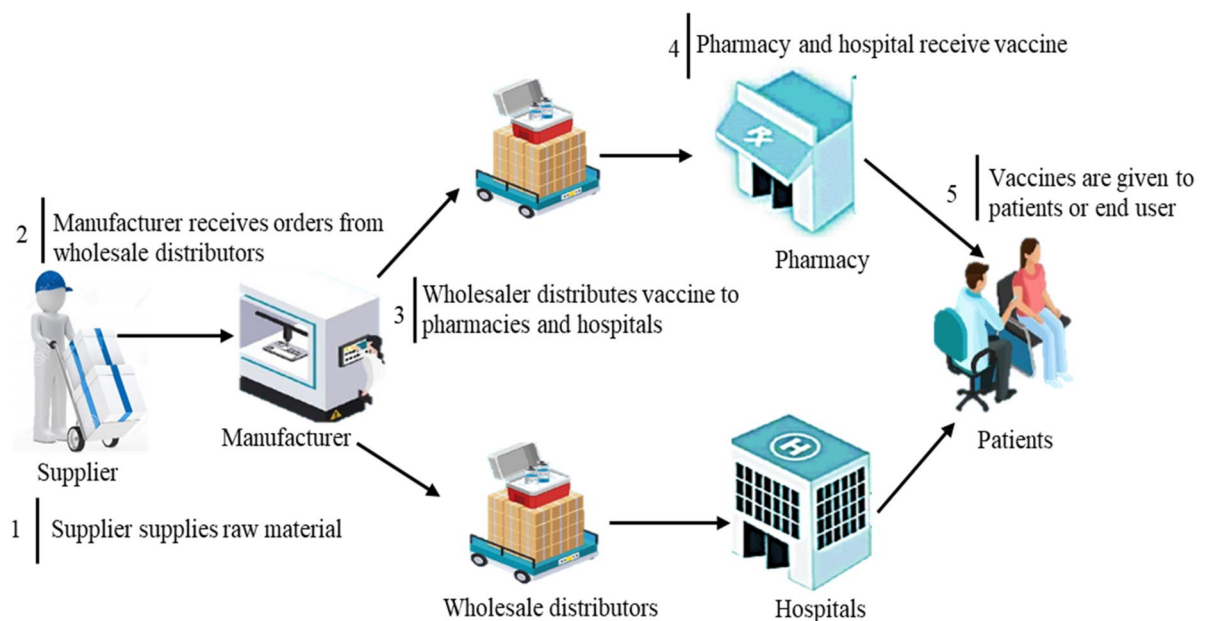 4 Pharmacy and hospital receive vaccine
5 Vaccines are given to
patients or end user
2 Manufacturer receives orders from
wholesale distributors
Pharmacy
3 Wholesaler distributes vaccine to
pharmacies and hospitals
Manufacturer
Patients
Supplier
1 Supplier supplies raw material
Wholesale distributors
Hospitals
H